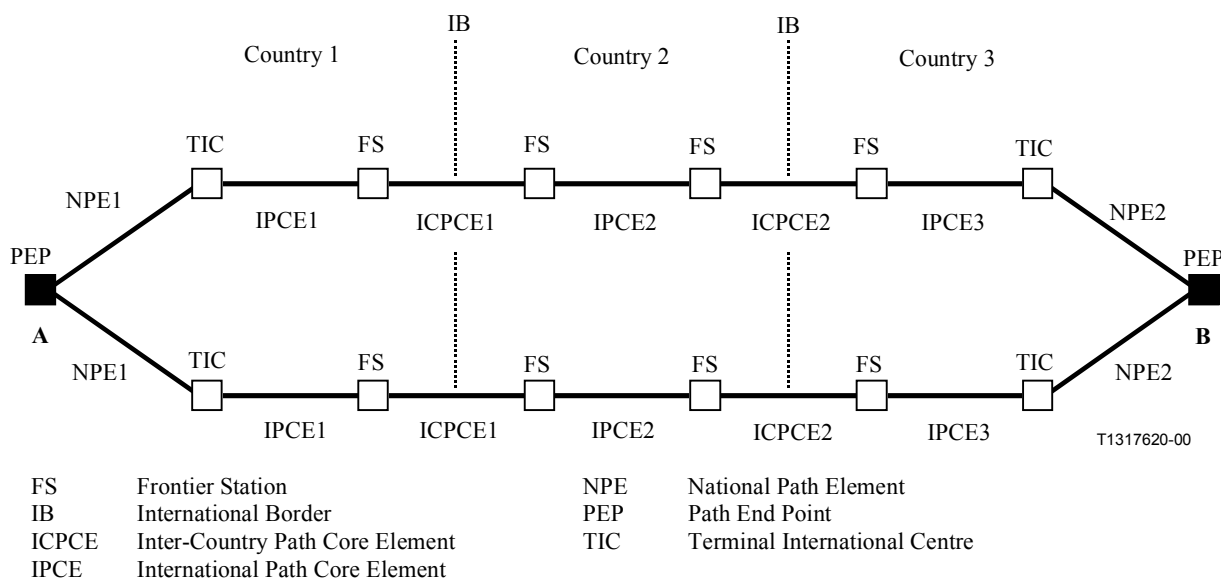 IB IB
Country 1 Country 2 Country 3
TIC FS FS FS FS TIC
NPE1 NPE2
IPCE1 ICPCE1 IPCE2 ICPCE2 IPCE3
PEP PEP
A B
NPE1 NPE2
TIC FS FS FS FS TIC
IPCE1 ICPCE1 IPCE2 ICPCE2 IPCE3
T1317620-00
FS Frontier Station NPE National Path Element
IB International Border PEP Path End Point
ICPCE Inter-Country Path Core Element TIC Terminal International Centre
IPCE International Path Core Element